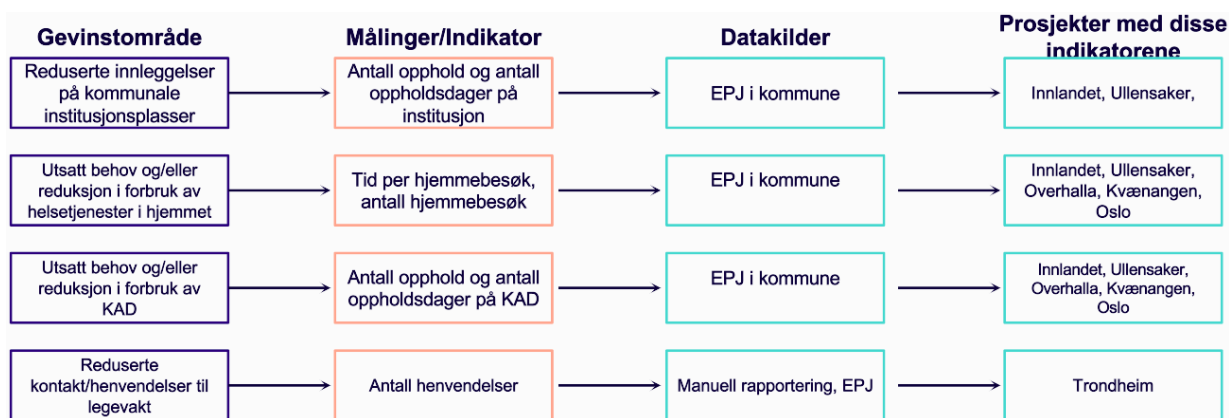 Gevinstområde
Målinger/Indikator
Datakilder
Prosjekter med disse
indikatorene
Reduserte innleggelser
på kommunale
institusjonsplasser
Antall opphold og antall
oppholdsdager på
institusjon
EPJ i kommune
Innlandet, Ullensaker,
Utsatt behov og/eller
reduksjon i forbruk av
helsetjenester i hjemmet
Tid per hjemmebesøk,
antall hjemmebesøk
EPJ i kommune
Innlandet, Ullensaker,
Overhalla, Kvænangen,
Oslo
Utsatt behov og/eller
reduksjon i forbruk av
KAD
Antall opphold og antall
oppholdsdager på KAD
EPJ i kommune
Innlandet, Ullensaker,
Overhalla, Kvænangen,
Oslo
Reduserte
kontakt/henvendelser til
legevakt
Antall henvendelser
Manuell rapportering, EPJ
Trondheim